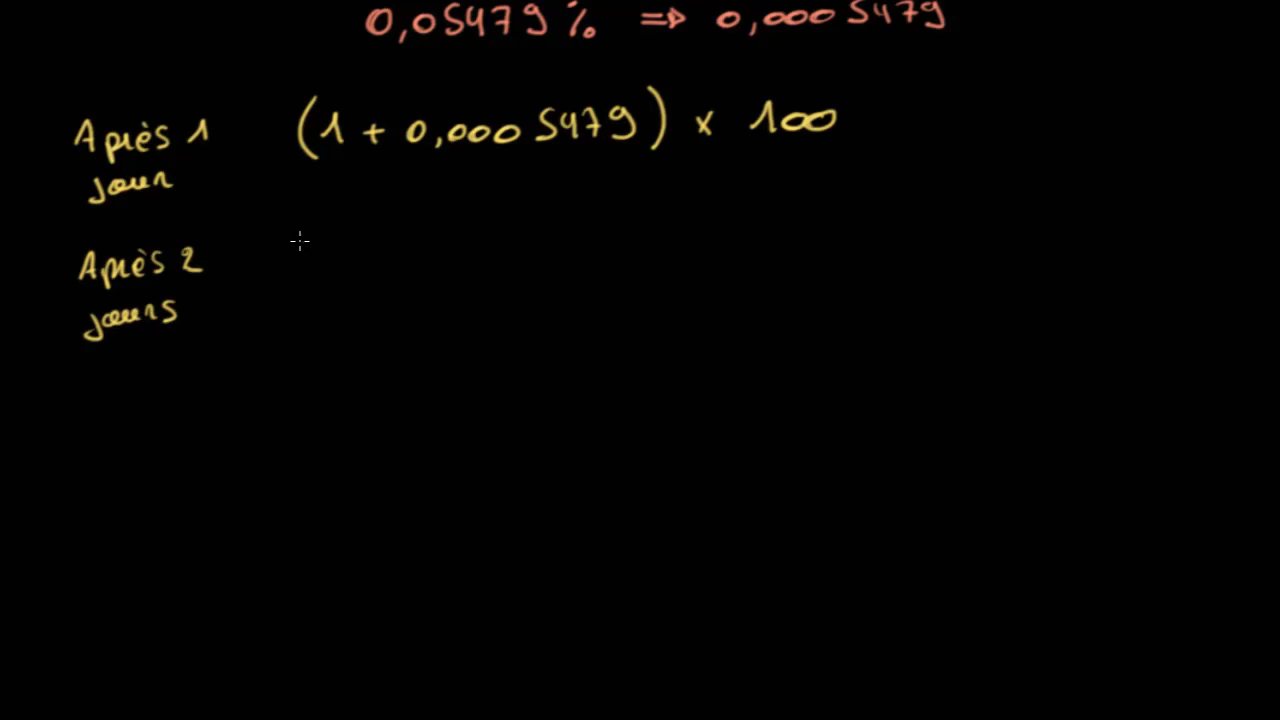 0,05479 % => 0,0005479
Après 1 (1 + 0,0005479) x 100
jour
Après 2
jours